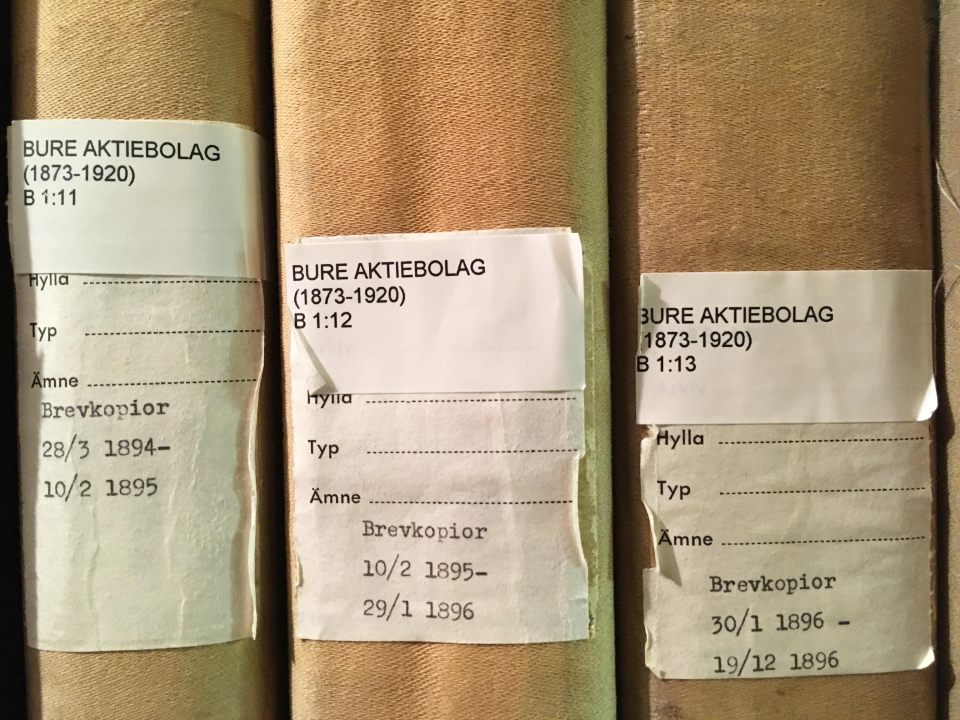 BURE AKTIEBOLAG
(1873-1920)
B 1:11
Hylla
Typ
Ämne
Brevkopior
28/3 1894-
10/2 1895
BURE AKTIEBOLAG
(1873-1920)
B 1:12
Hylla
Typ
Ämne
Brevkopior
10/2 1895-
29/1 1896
BURE AKTIEBOLAG
(1873-1920)
B 1:13
Hylla
Typ
Ämne
Brevkopior
30/1 1896 -
19/12 1896